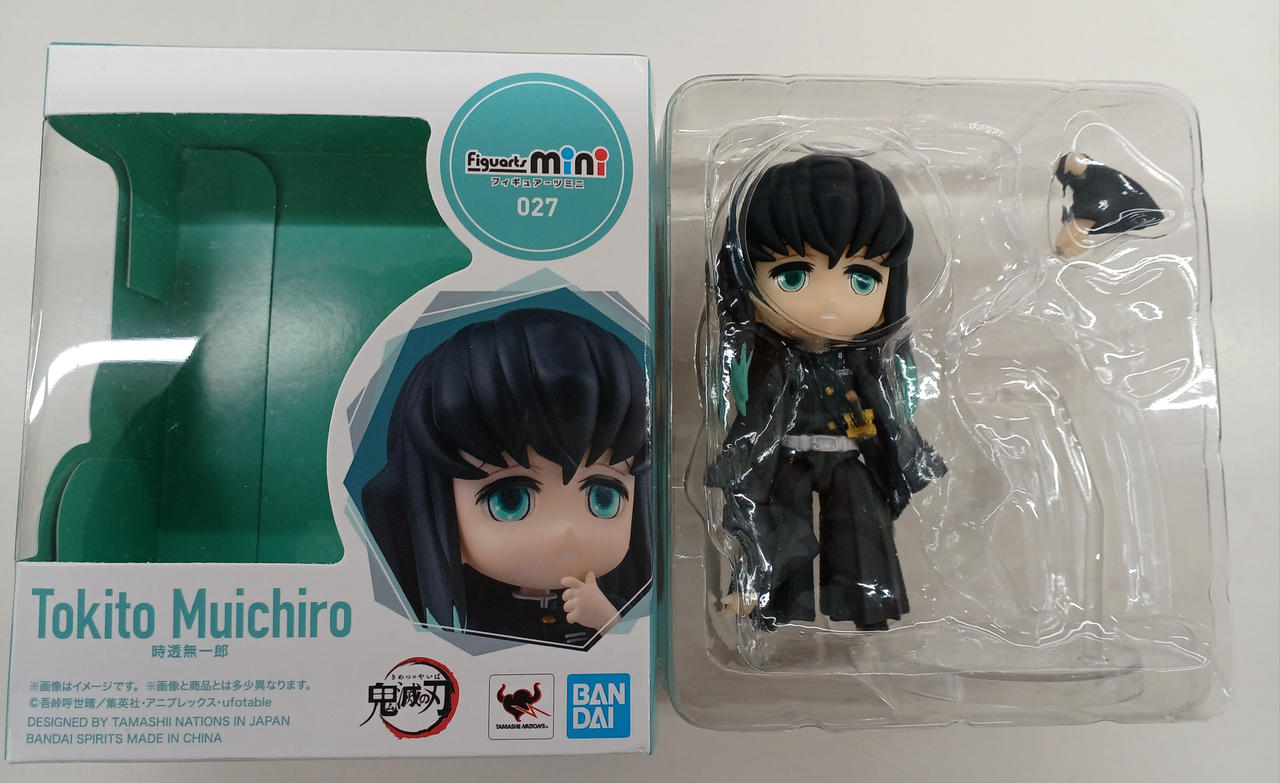 Figuarts mini
フィギュアーツミニ
027
Tokito Muichiro
時透無一郎
※画像はイメージです。※画像と商品とは多少異なります。
©吾峠呼世晴／集英社・アニプレックス・ufotable
DESIGNED BY TAMASHII NATIONS IN JAPAN
BANDAI SPIRITS MADE IN CHINA
きめつのやいば
鬼滅の刃
TAMASHII NATIONS
BAN
DAI